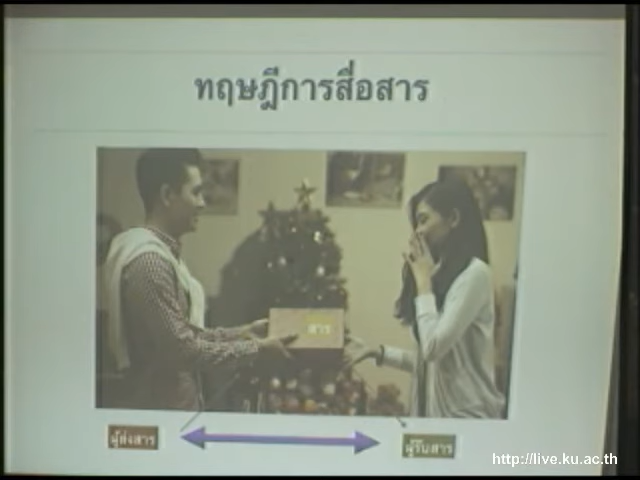 ทฤษฎีการสื่อสาร
สาร
ผู้ส่งสาร
ผู้รับสาร
http://live.ku.ac.th